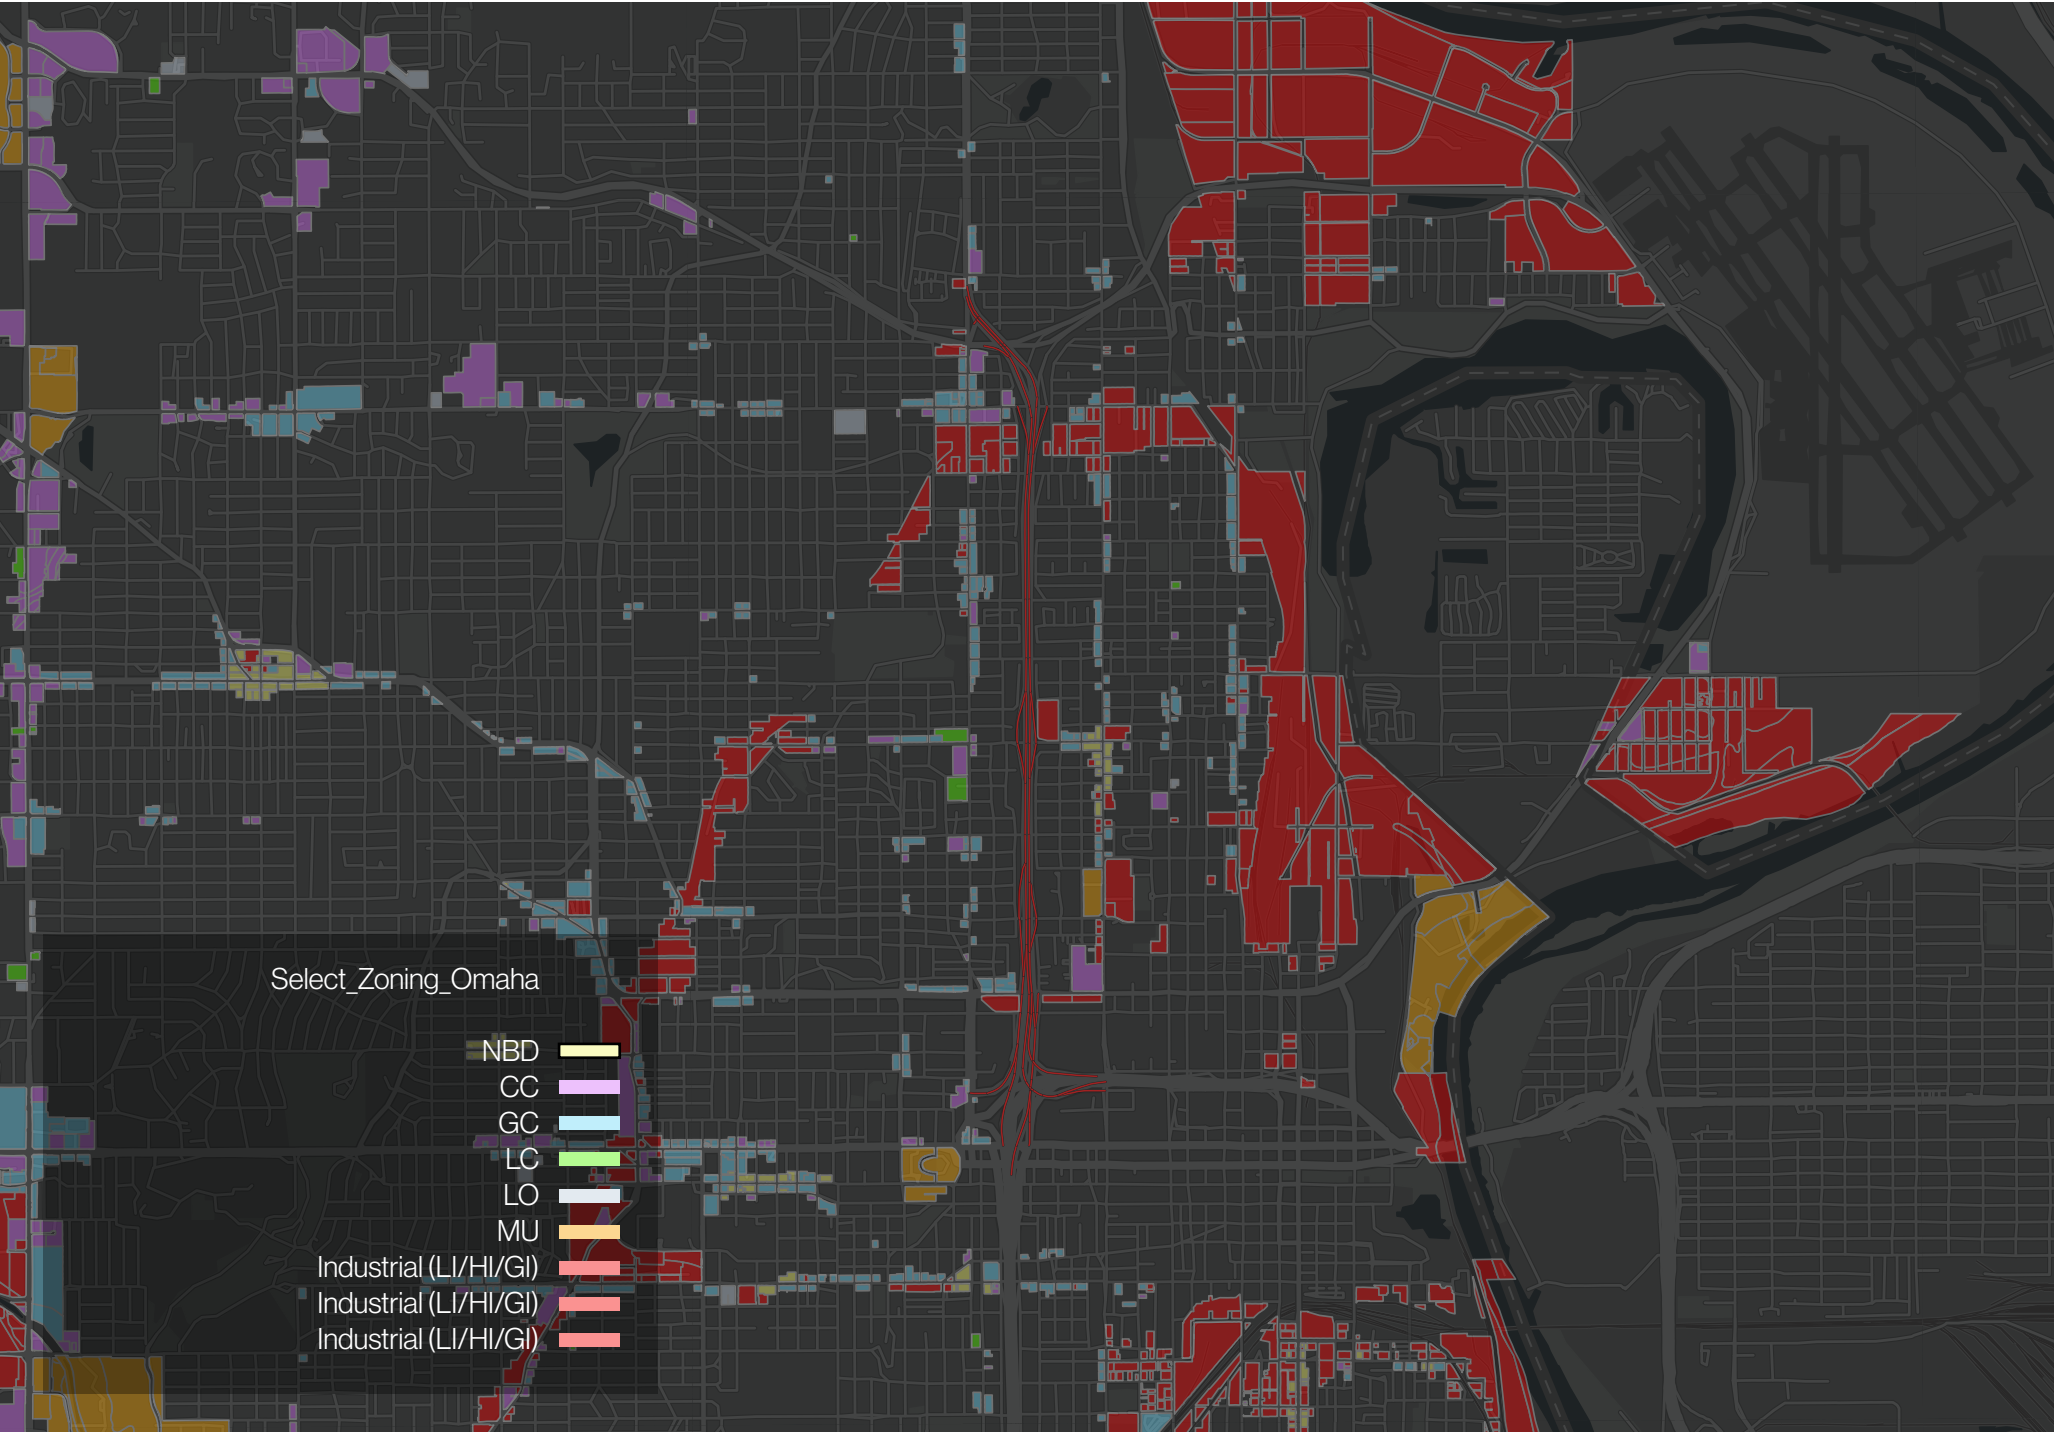 Select_Zoning_Omaha
NBD
CC
GC
LC
LO
MU
Industrial (LI/HI/GI)
Industrial (LI/HI/GI)
Industrial (LI/HI/GI)